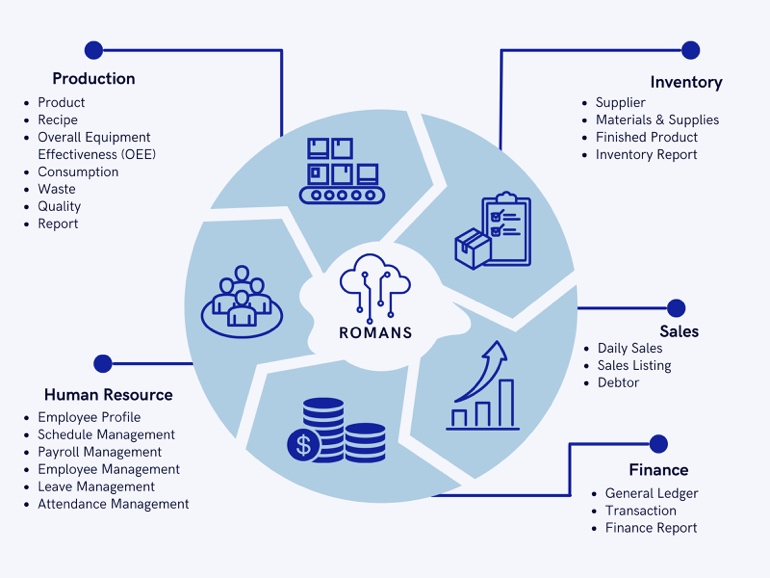 Production
• Product
• Recipe
• Overall Equipment
Effectiveness (OEE)
• Consumption
• Waste
• Quality
• Report
Inventory
• Supplier
• Materials & Supplies
• Finished Product
• Inventory Report
$
ROMANS
Sales
• Daily Sales
• Sales Listing
• Debtor
Human Resource
• Employee Profile
• Schedule Management
• Payroll Management
• Employee Management
• Leave Management
• Attendance Management
Finance
• General Ledger
• Transaction
• Finance Report